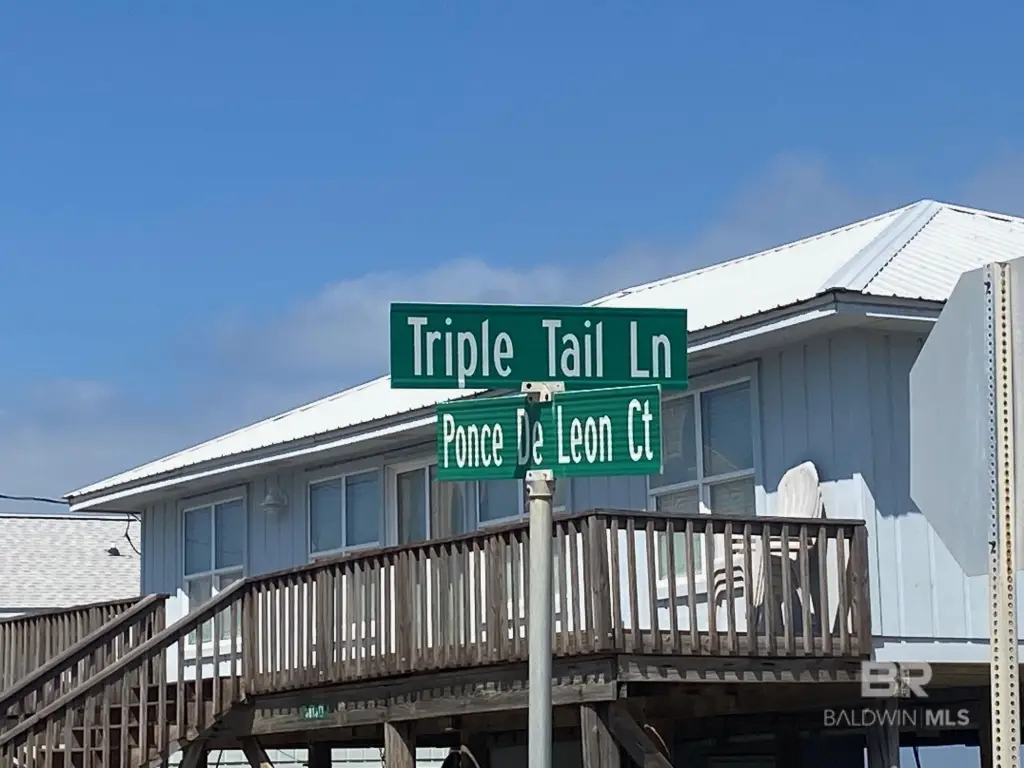 Triple Tail Ln
Ponce De Leon Ct
BR
BALDWIN MLS